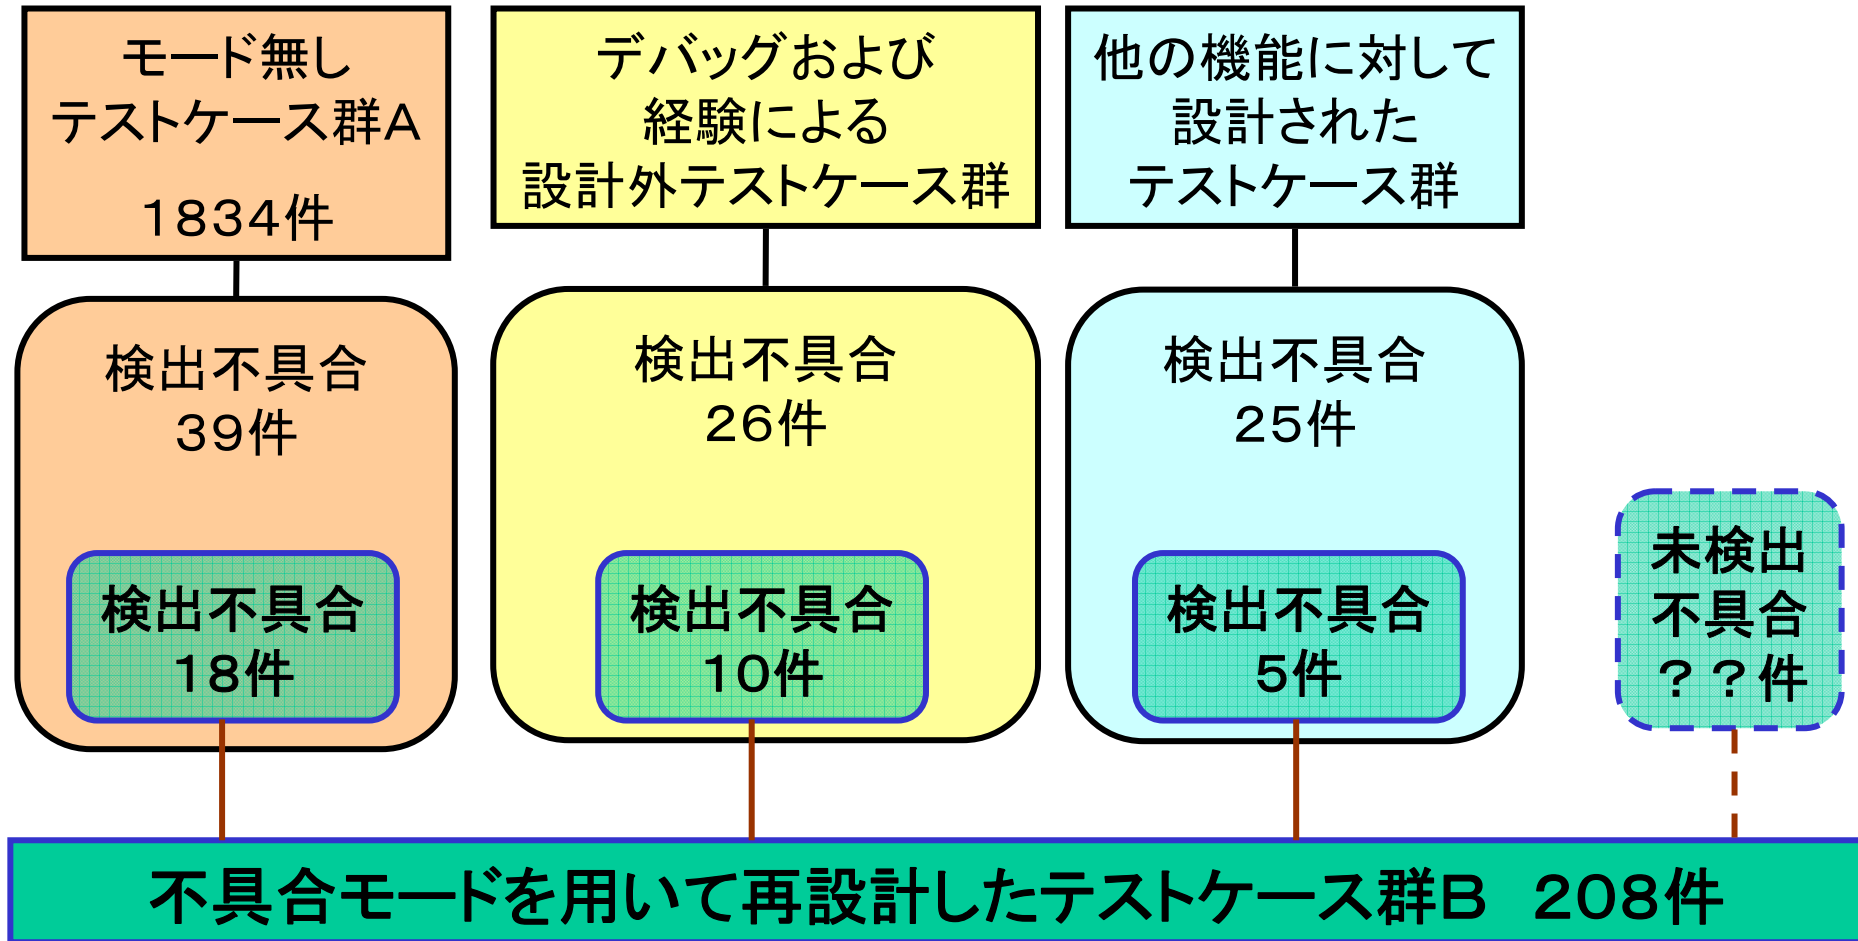 モード無し
テストケース群A
1834件
デバッグおよび
経験による
設計外テストケース群
他の機能に対して
設計された
テストケース群
検出不具合
39件
検出不具合
26件
検出不具合
25件
検出不具合
18件
検出不具合
10件
検出不具合
5件
未検出
不具合
??件
不具合モードを用いて再設計したテストケース群B 208件